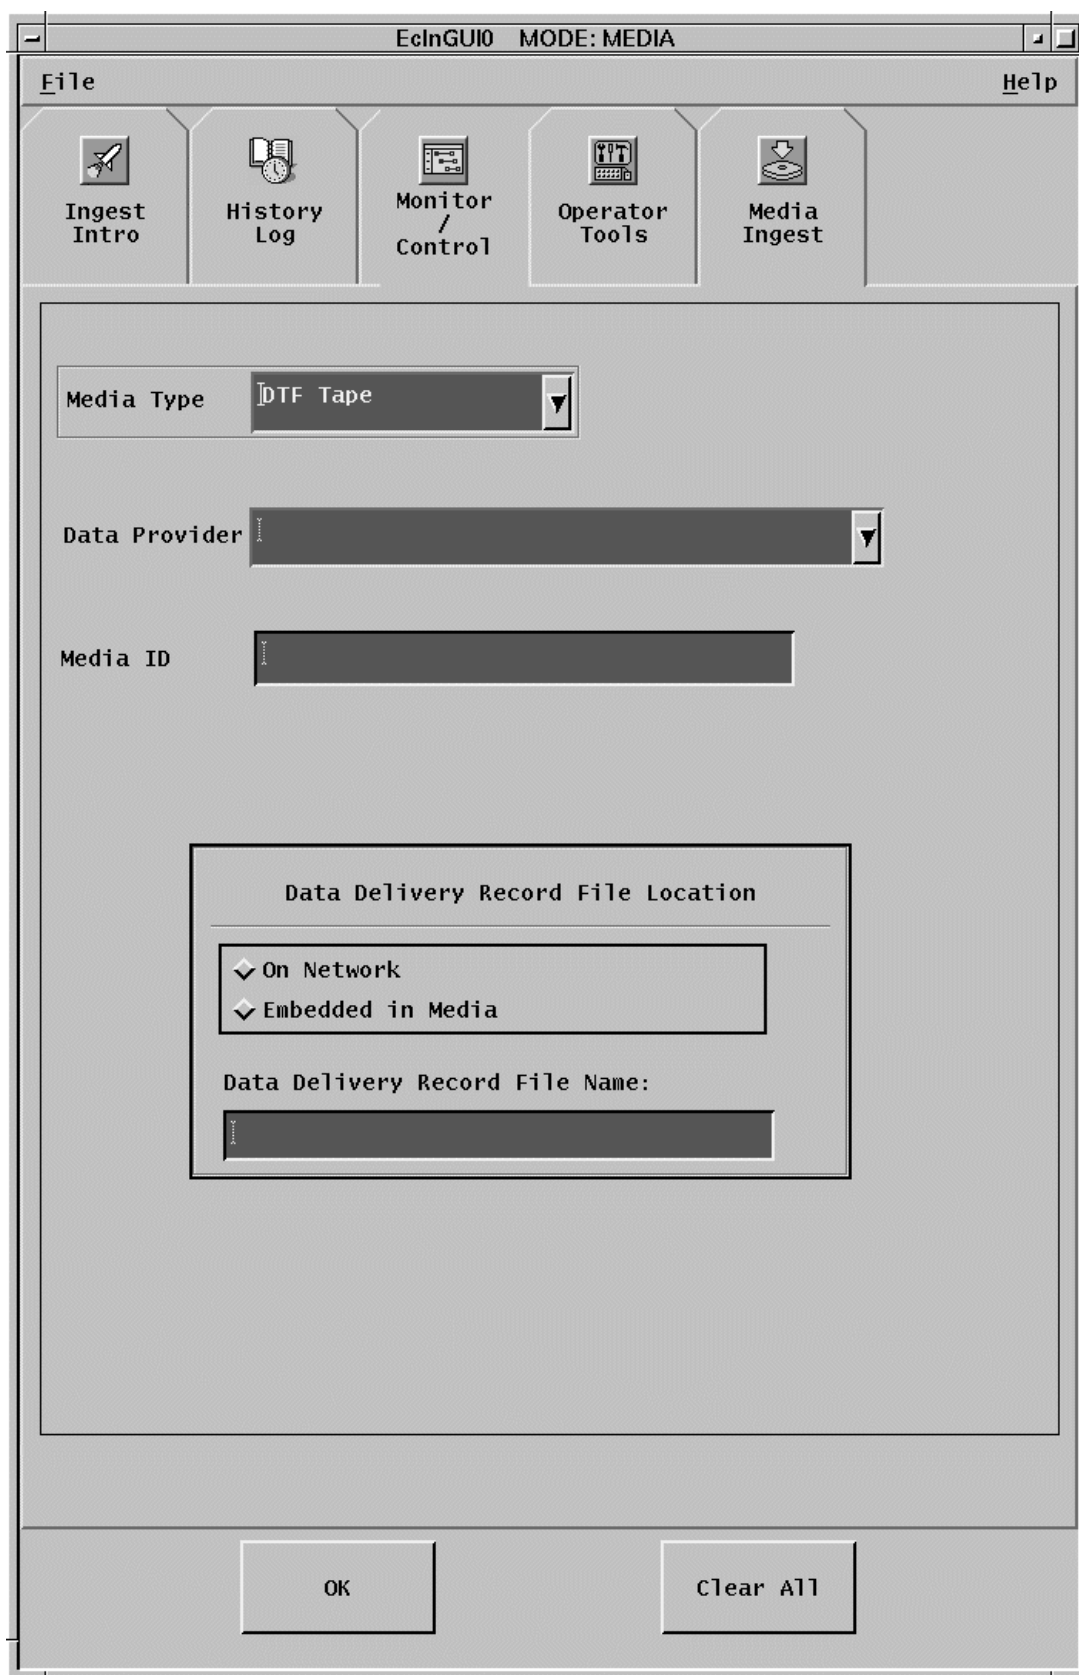 EcInGUI0 MODE: MEDIA
File Help
Ingest Intro
History Log
Monitor / Control
Operator Tools
Media Ingest
Media Type DTF Tape
Data Provider
Media ID
Data Delivery Record File Location
On Network
Embedded in Media
Data Delivery Record File Name:
OK Clear All